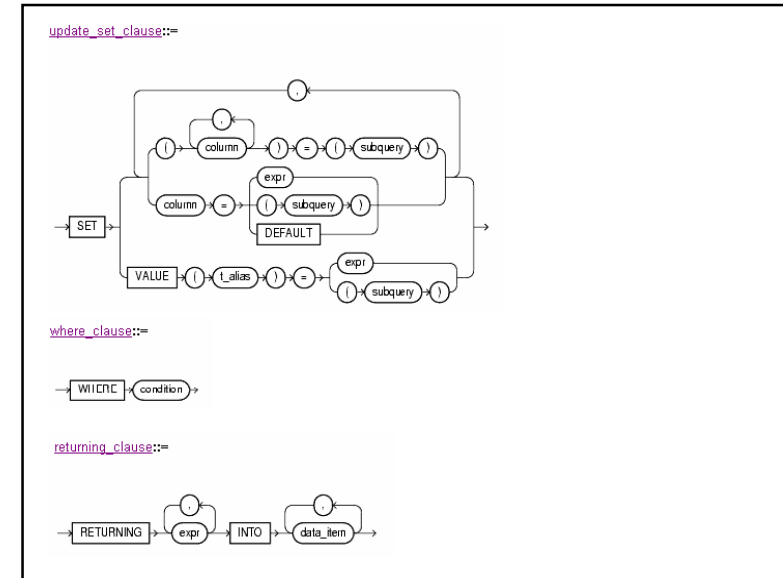 update_set_clause::=
,
,
( column ) = ( subquery )
expr
column = ( subquery )
DEFAULT
SET
VALUE ( t_alias ) = expr
( subquery )
where_clause::=
WHERE condition
returning_clause::=
, ,
RETURNING expr INTO data_item